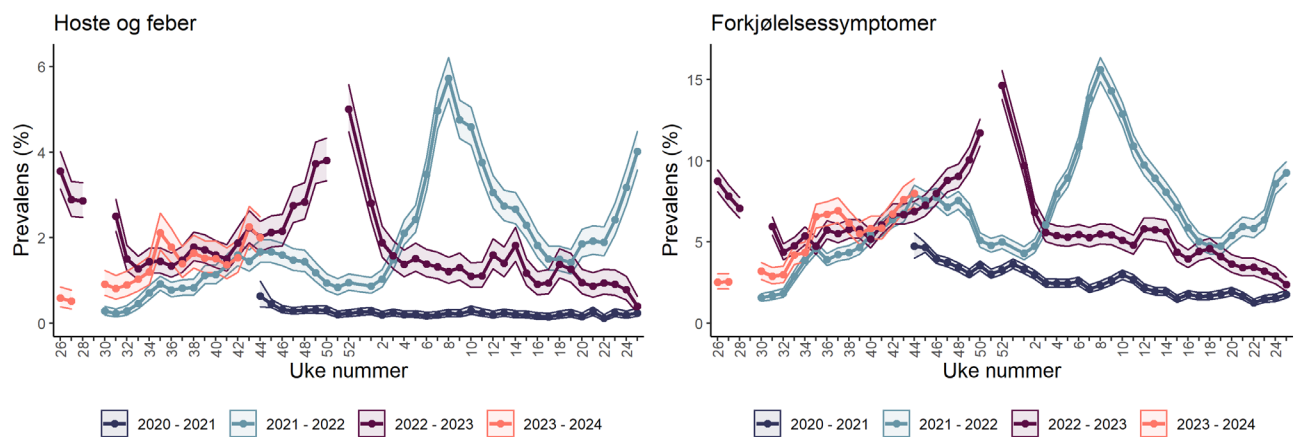 Hoste og feber
Prevalens (%)
6
4
2
0
26 28 30 32 34 36 38 40 42 44 46 48 50 52 2 4 6 8 10 12 14 16 18 20 22 24
Uke nummer
2020 - 2021 2021 - 2022 2022 - 2023 2023 - 2024
Forkjølelsessymptomer
Prevalens (%)
15
10
5
0
26 28 30 32 34 36 38 40 42 44 46 48 50 52 2 4 6 8 10 12 14 16 18 20 22 24
Uke nummer
2020 - 2021 2021 - 2022 2022 - 2023 2023 - 2024